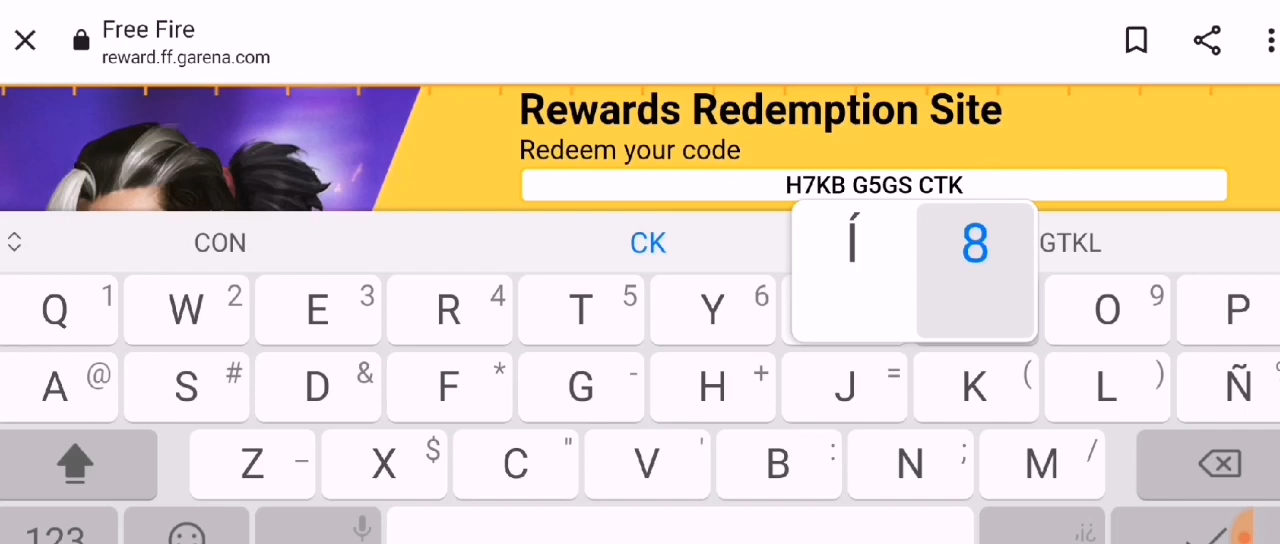 Free Fire
reward.ff.garena.com
Rewards Redemption Site
Redeem your code
H7KB G5GS CTK
CON CK GTKL
Í 8
Q 1 W 2 E 3 R 4 T 5 Y 6 O 9 P
A @ S # D & F * G - H + J = K ( L ) Ñ
Z _ X $ C " V ' B : N ; M /
123 ,¡¿